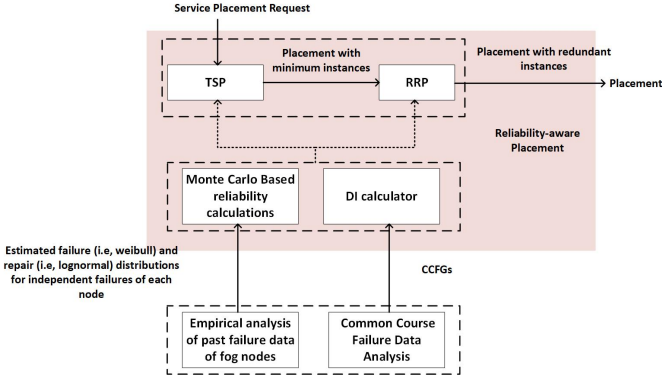 Service Placement Request
Placement with
minimum instances
Placement with redundant
instances
TSP
RRP
Placement
Reliability-aware
Placement
Monte Carlo Based
reliability
calculations
DI calculator
Estimated failure (i.e, weibull) and
repair (i.e, lognormal) distributions
for independent failures of each
node
CCFGs
Empirical analysis
of past failure data
of fog nodes
Common Course
Failure Data
Analysis